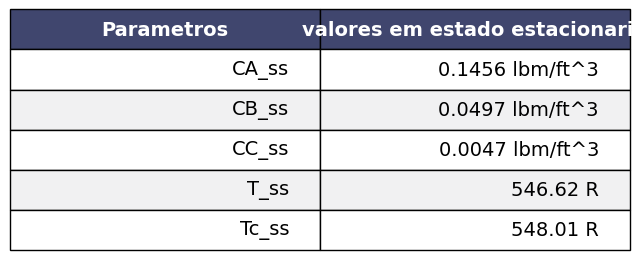 Parametros valores em estado estacionari
CA_ss 0.1456 lbm/ft^3
CB_ss 0.0497 lbm/ft^3
CC_ss 0.0047 lbm/ft^3
T_ss 546.62 R
Tc_ss 548.01 R